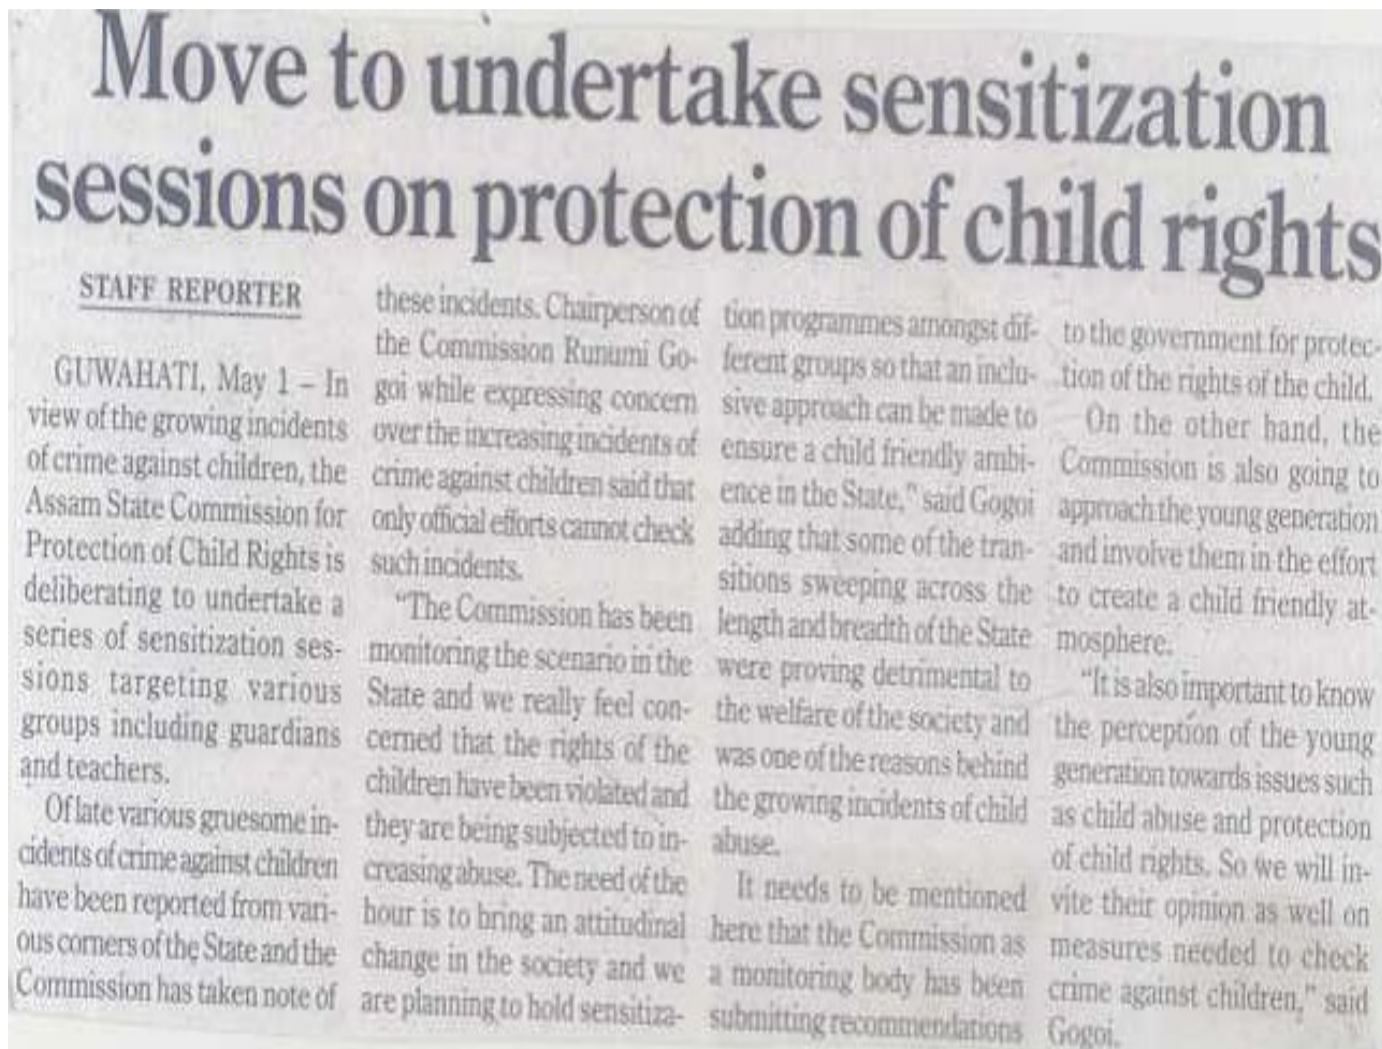 Move to undertake sensitization
sessions on protection of child rights
STAFF REPORTER
GUWAHATI, May 1 – In
view of the growing incidents
of crime against children, the
Assam State Commission for
Protection of Child Rights is
deliberating to undertake a
series of sensitization ses-
sions targeting various
groups including guardians
and teachers.
Of late various gruesome in-
cidents of crime against children
have been reported from vari-
ous corners of the State and the
Commission has taken note of
these incidents. Chairperson of
the Commission Runumi Go-
goi while expressing concern
over the increasing incidents of
crime against children said that
only official efforts cannot check
such incidents.
“The Commission has been
monitoring the scenario in the
State and we really feel con-
cerned that the rights of the
children have been violated and
they are being subjected to in-
creasing abuse. The need of the
hour is to bring an attitudinal
change in the society and we
are planning to hold sensitiza-
tion programmes amongst dif-
ferent groups so that an inclu-
sive approach can be made to
ensure a child friendly ambi-
ence in the State,” said Gogoi
adding that some of the tran-
sitions sweeping across the
length and breadth of the State
were proving detrimental to
the welfare of the society and
was one of the reasons behind
the growing incidents of child
abuse.
It needs to be mentioned
here that the Commission as
a monitoring body has been
submitting recommendations
to the government for protec-
tion of the rights of the child.
On the other hand, the
Commission is also going to
approach the young generation
and involve them in the effort
to create a child friendly at-
mosphere.
“It is also important to know
the perception of the young
generation towards issues such
as child abuse and protection
of child rights. So we will in-
vite their opinion as well on
measures needed to check
crime against children,” said
Gogoi.